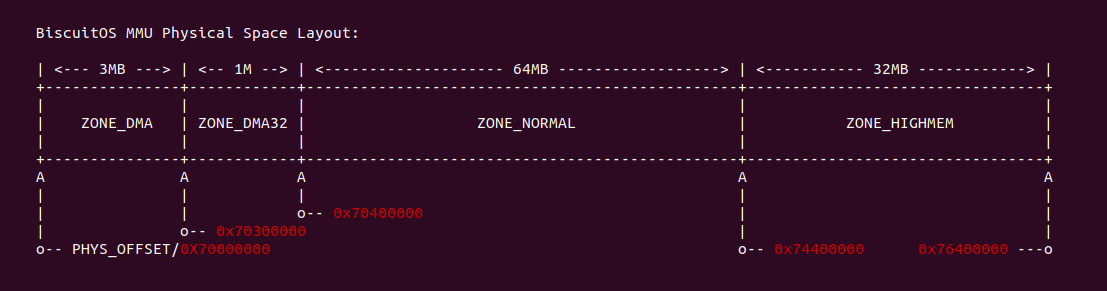 BiscuitOS MMU Physical Space Layout:
| <--- 3MB ---> | <-- 1M --> | <------------------- 64MB ------------------> | <----------- 32MB ------------> |
+---------------+------------+------------------------------------------------+---------------------------------+
|               |            |                                                |                                 |
|    ZONE_DMA   | ZONE_DMA32 |                   ZONE_NORMAL                  |           ZONE_HIGHMEM          |
|               |            |                                                |                                 |
+---------------+------------+------------------------------------------------+---------------------------------+
A               A            A                                                A                                 A
|               |            |                                                |                                 |
|               |            o-- 0x70400000                                   |                                 |
|               o-- 0x70300000                                                |                                 |
o-- PHYS_OFFSET/0X70000000                                                    o-- 0x74400000      0x76400000 ---o